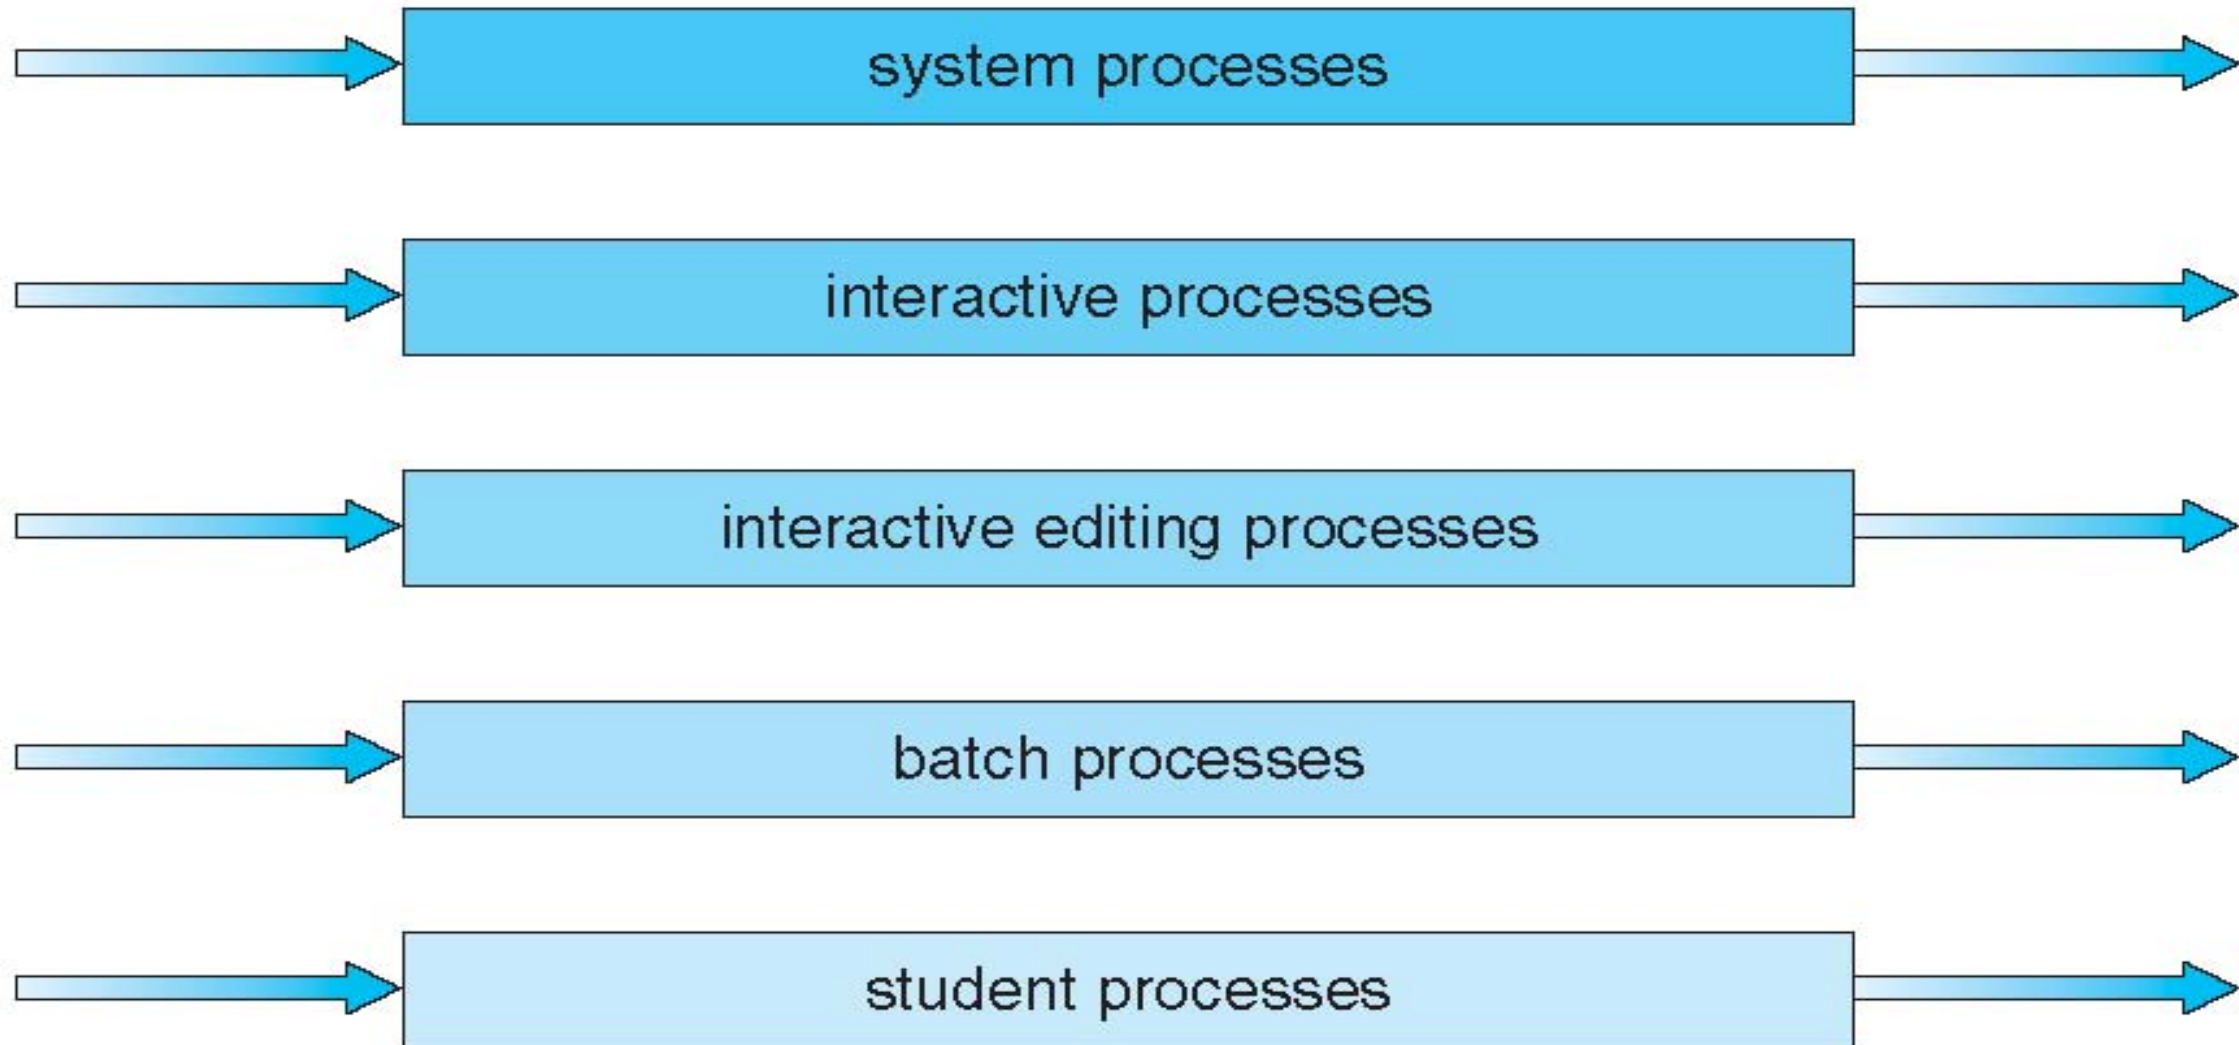 system processes
interactive processes
interactive editing processes
batch processes
student processes